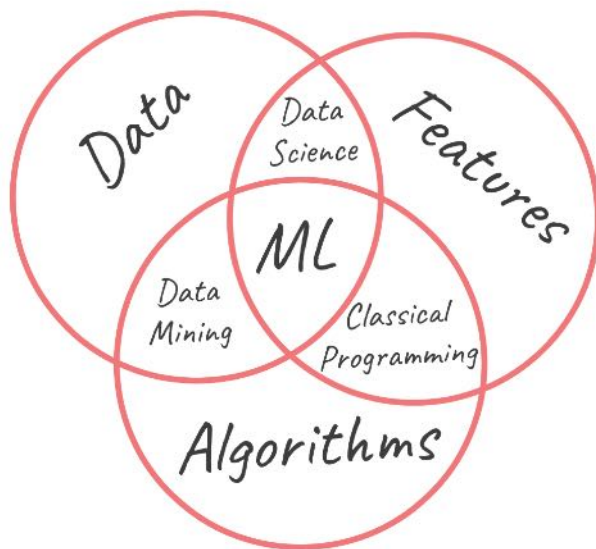 Data
Features
Data
Science
ML
Data
Mining
Classical
Programming
Algorithms